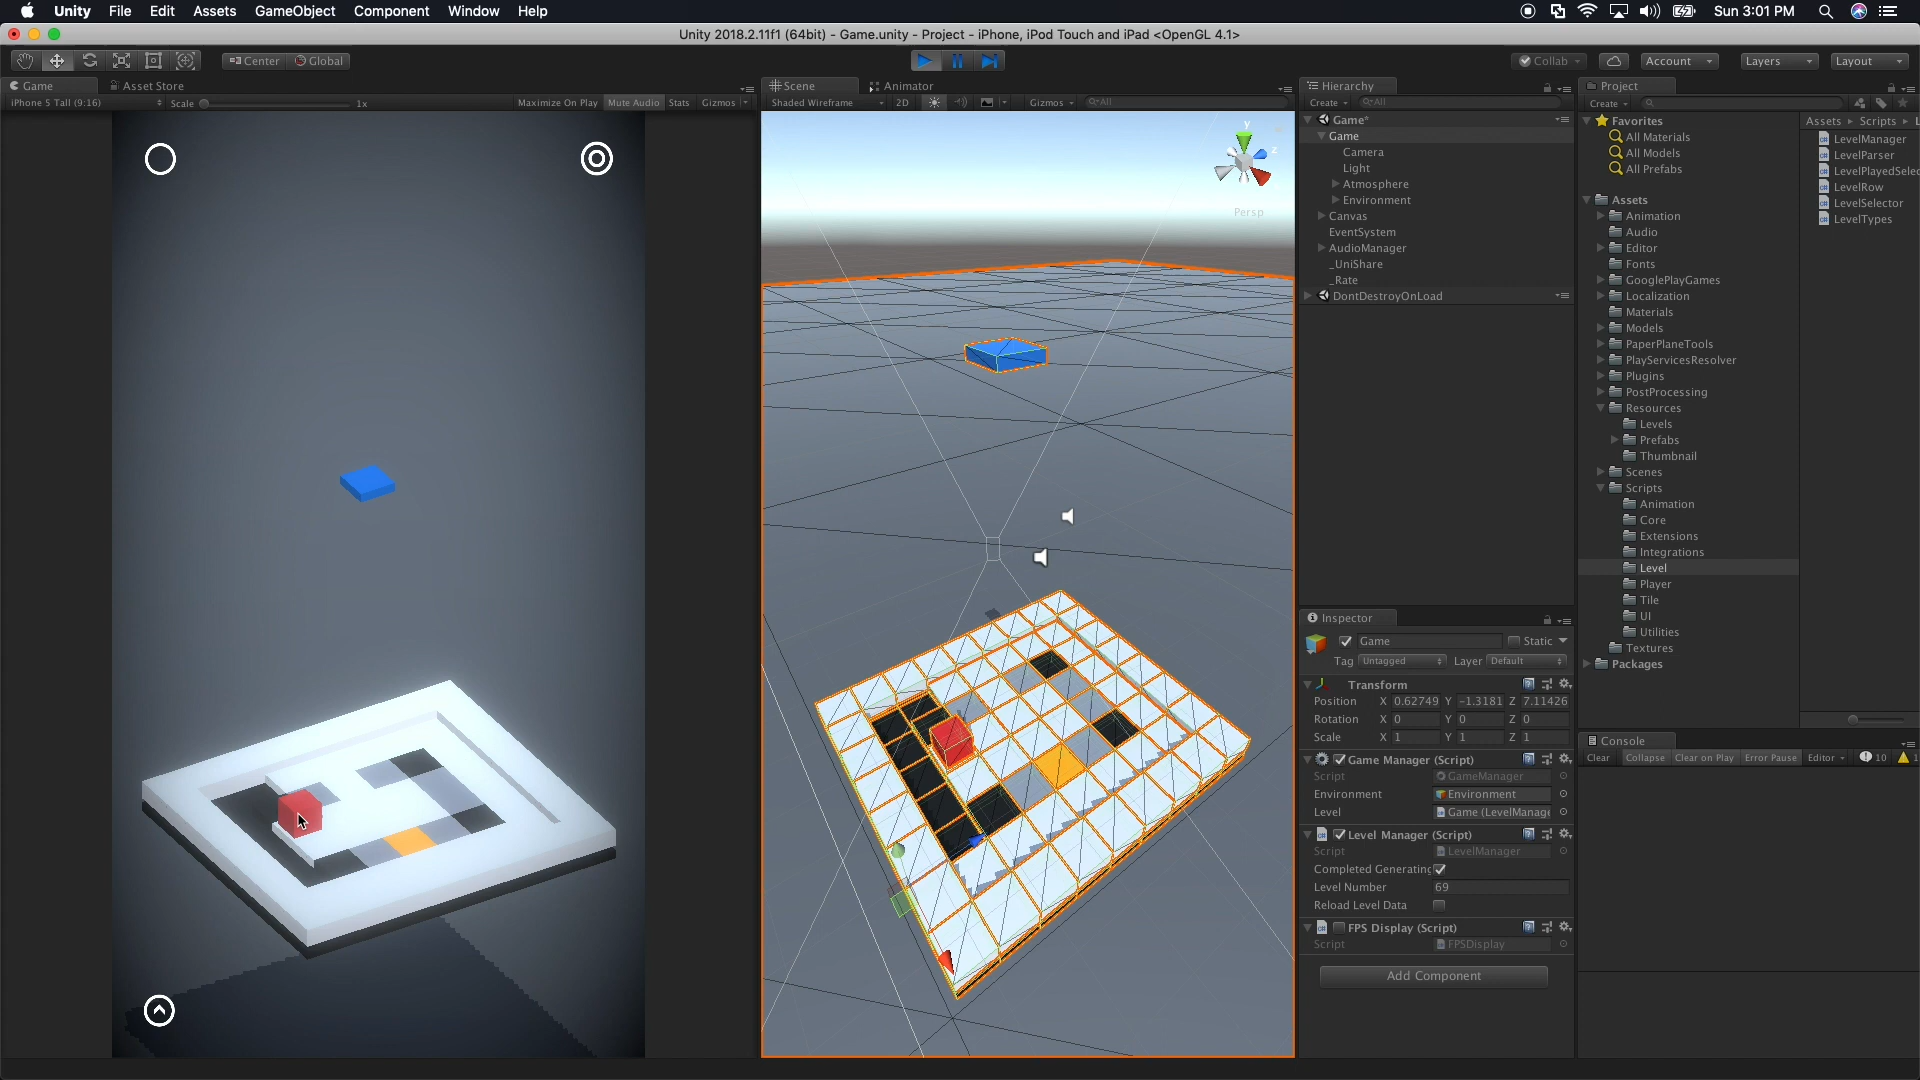 Unity File Edit Assets GameObject Component Window Help
Sun 3:01 PM
Unity 2018.2.11f1 (64bit) - Game.unity - Project - iPhone, iPod Touch and iPad <OpenGL 4.1>
Center Global
Collab Account Layers Layout
Game Asset Store
iPhone 5 Tall (9:16) Scale 1x Maximize On Play Mute Audio Stats Gizmos
Scene Animator
Shaded Wireframe 2D Gizmos All
y
z
Persp
Hierarchy
Create All
Game*
Game
Camera
Light
Atmosphere
Environment
Canvas
EventSystem
AudioManager
_UniShare
_Rate
DontDestroyOnLoad
Inspector
Game Static
Tag Untagged Layer Default
Transform
Position X 0.62749 Y -1.3181 Z 7.11426
Rotation X 0 Y 0 Z 0
Scale X 1 Y 1 Z 1
Game Manager (Script)
Script GameManager
Environment Environment
Level Game (LevelManage
Level Manager (Script)
Script LevelManager
Completed Generating
Level Number 69
Reload Level Data
FPS Display (Script)
Script FPSDisplay
Add Component
Project
Create
Favorites
All Materials
All Models
All Prefabs
Assets
Animation
Audio
Editor
Fonts
GooglePlayGames
Localization
Materials
Models
PaperPlaneTools
PlayServicesResolver
Plugins
PostProcessing
Resources
Levels
Prefabs
Thumbnail
Scenes
Scripts
Animation
Core
Extensions
Integrations
Level
Player
Tile
UI
Utilities
Textures
Packages
Assets Scripts L
LevelManager
LevelParser
LevelPlayedSelec
LevelRow
LevelSelector
LevelTypes
Console
Clear Collapse Clear on Play Error Pause Editor 10 1